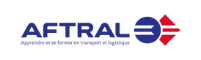 AFTRAL
Apprendre et se former en transport et logistique